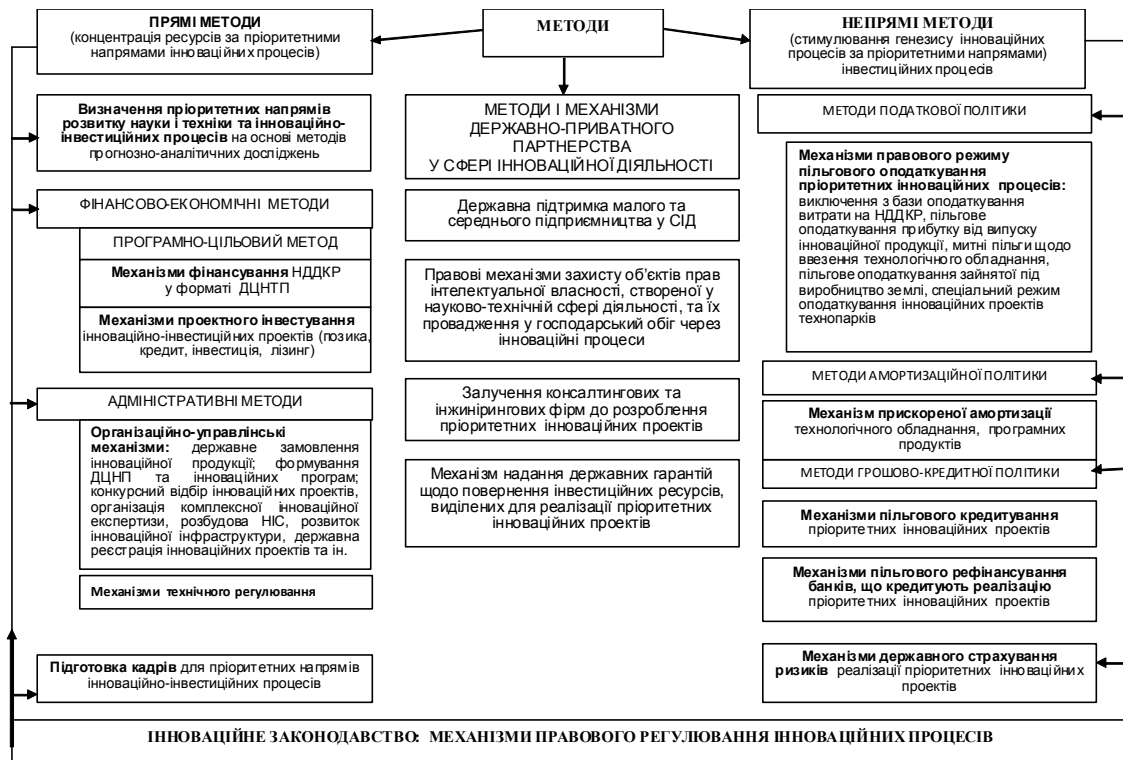 МЕТОДИ
ПРЯМІ МЕТОДИ
(концентрація ресурсів за пріоритетними
напрямами інноваційних процесів)
Визначення пріоритетних напрямів
розвитку науки і техніки та інноваційно-
інвестиційних процесів на основі методів
прогнозно-аналітичних досліджень
ФІНАНСОВО-ЕКОНОМІЧНІ МЕТОДИ
ПРОГРАМНО-ЦІЛЬОВИЙ МЕТОД
Механізми фінансування НДДКР
у форматі ДЦНТП
Механізми проектного інвестування
інноваційно-інвестиційних проектів (позика,
кредит, інвестиція, лізинг)
АДМІНІСТРАТИВНІ МЕТОДИ
Організаційно-управлінські
механізми: державне замовлення
інноваційної продукції; формування
ДЦНП та інноваційних програм;
конкурсний відбір інноваційних проектів,
організація комплексної інноваційної
експертизи, розбудова НІС, розвиток
інноваційної інфраструктури, державна
реєстрація інноваційних проектів та ін.
Механізми технічного регулювання
Підготовка кадрів для пріоритетних напрямів
інноваційно-інвестиційних процесів
МЕТОДИ І МЕХАНІЗМИ
ДЕРЖАВНО-ПРИВАТНОГО
ПАРТНЕРСТВА
У СФЕРІ ІННОВАЦІЙНОЇ ДІЯЛЬНОСТІ
Державна підтримка малого та
середнього підприємництва у СІД
Правові механізми захисту об’єктів прав
інтелектуальної власності, створеної у
науково-технічній сфері діяльності, та їх
провадження у господарський обіг через
інноваційні процеси
Залучення консалтингових та
інжинірингових фірм до розроблення
пріоритетних інноваційних проектів
Механізм надання державних гарантій
щодо повернення інвестиційних ресурсів,
виділених для реалізації пріоритетних
інноваційних проектів
НЕПРЯМІ МЕТОДИ
(стимулювання генезису інноваційних
процесів за пріоритетними напрямами)
інвестиційних процесів
МЕТОДИ ПОДАТКОВОЇ ПОЛІТИКИ
Механізми правового режиму
пільгового оподаткування
пріоритетних інноваційних процесів:
виключення з бази оподаткування
витрати на НДДКР, пільгове
оподаткування прибутку від випуску
інноваційної продукції, митні пільги щодо
ввезення технологічного обладнання,
пільгове оподаткування зайнятої під
виробництво землі, спеціальний режим
оподаткування інноваційних проектів
технопарків
МЕТОДИ АМОРТИЗАЦІЙНОЇ ПОЛІТИКИ
Механізм прискореної амортизації
технологічного обладнання, програмних
продуктів
МЕТОДИ ГРОШОВО-КРЕДИТНОЇ ПОЛІТИКИ
Механізми пільгового кредитування
пріоритетних інноваційних проектів
Механізми пільгового рефінансування
банків, що кредитують реалізацію
пріоритетних інноваційних проектів
Механізми державного страхування
ризиків реалізації пріоритетних інноваційних
проектів
ІННОВАЦІЙНЕ ЗАКОНОДАВСТВО: МЕХАНІЗМИ ПРАВОВОГО РЕГУЛЮВАННЯ ІННОВАЦІЙНИХ ПРОЦЕСІВ